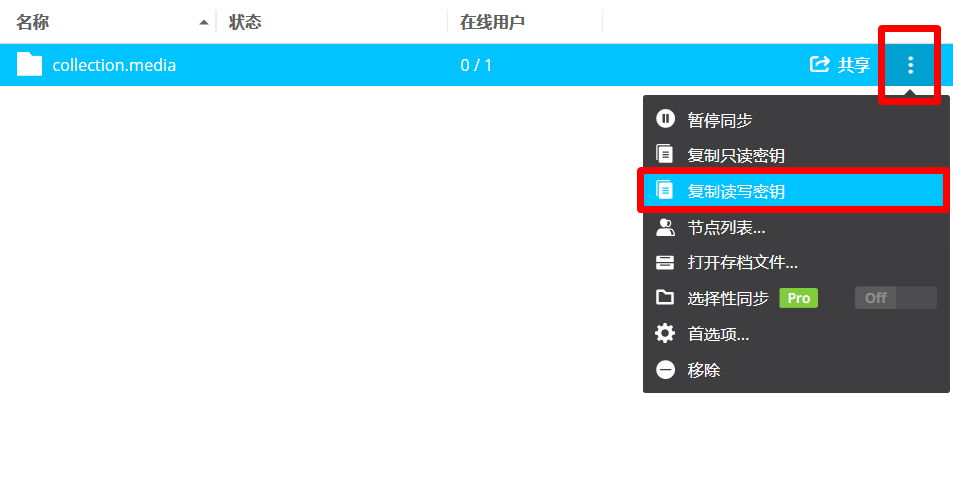 名称 状态 在线用户
collection.media 0 / 1 共享
暂停同步
复制只读密钥
复制读写密钥
节点列表...
打开存档文件...
选择性同步 Pro Off
首选项...
移除